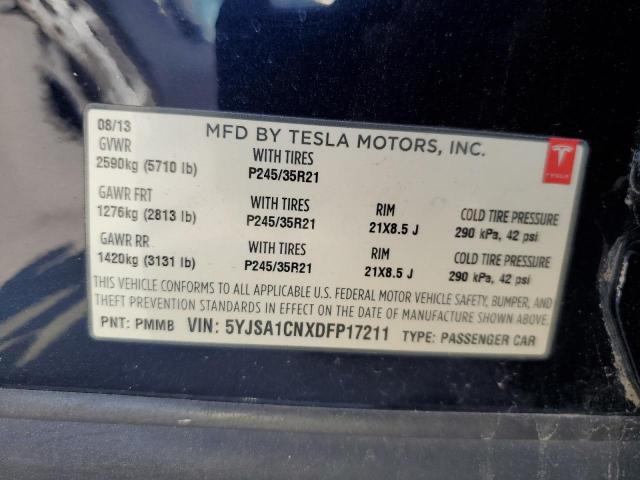 08/13 MFD BY TESLA MOTORS, INC.
GVWR WITH TIRES
2590kg (5710 lb) P245/35R21
TESLA
GAWR FRT WITH TIRES RIM COLD TIRE PRESSURE
1276kg (2813 lb) P245/35R21 21X8.5 J 290 kPa, 42 psi
GAWR RR WITH TIRES RIM COLD TIRE PRESSURE
1420kg (3131 lb) P245/35R21 21X8.5 J 290 kPa, 42 psi
THIS VEHICLE CONFORMS TO ALL APPLICABLE U.S. FEDERAL MOTOR VEHICLE SAFETY, BUMPER, AND
THEFT PREVENTION STANDARDS IN EFFECT ON THE DATE OF MANUFACTURE SHOWN ABOVE.
PNT: PMMB VIN: 5YJSA1CNXDFP17211 TYPE: PASSENGER CAR